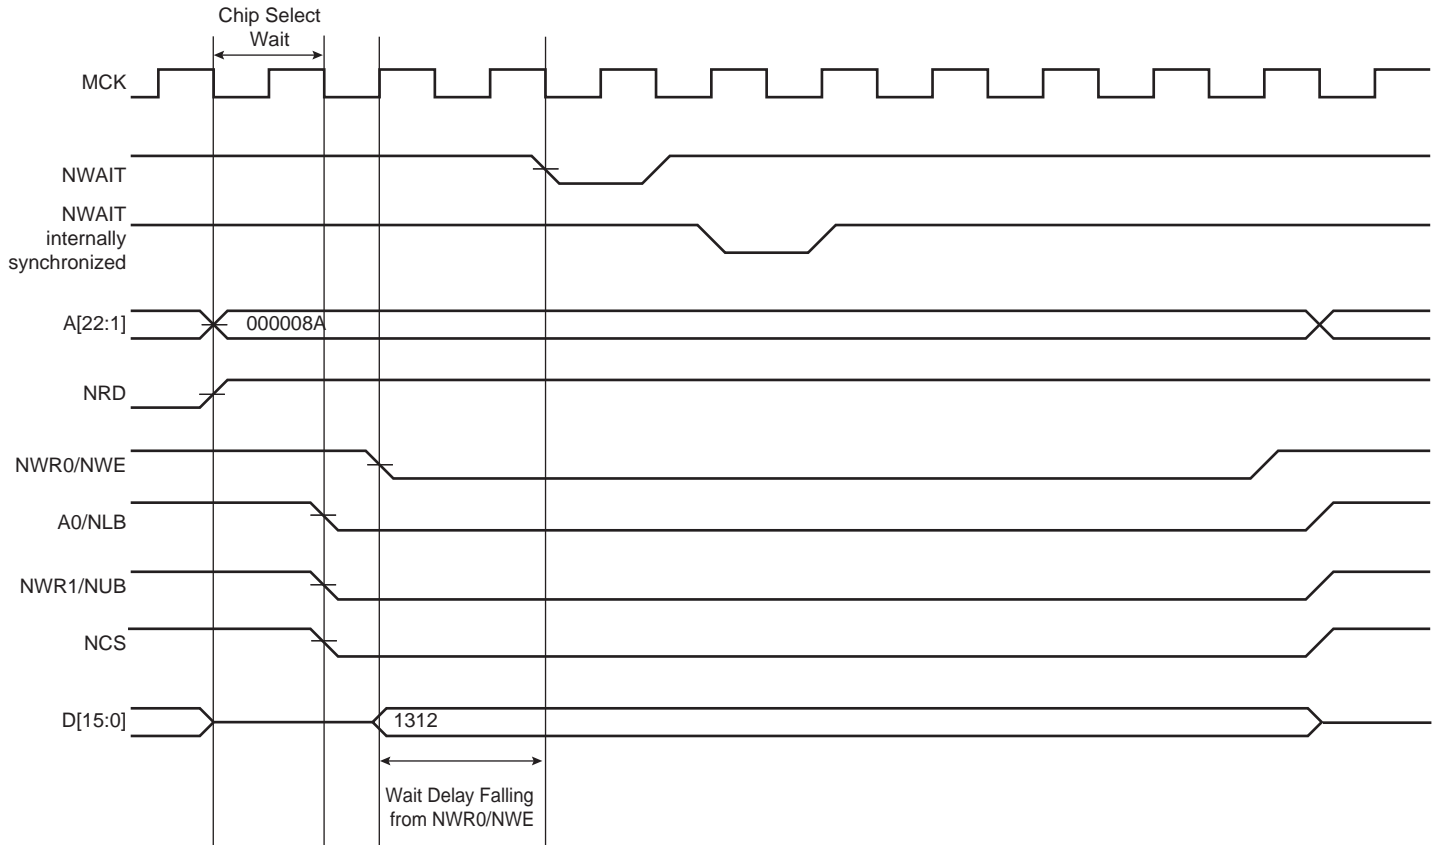 Chip Select
Wait
MCK
NWAIT
NWAIT
internally
synchronized
A[22:1]
000008A
NRD
NWR0/NWE
A0/NLB
NWR1/NUB
NCS
D[15:0]
1312
Wait Delay Falling
from NWR0/NWE